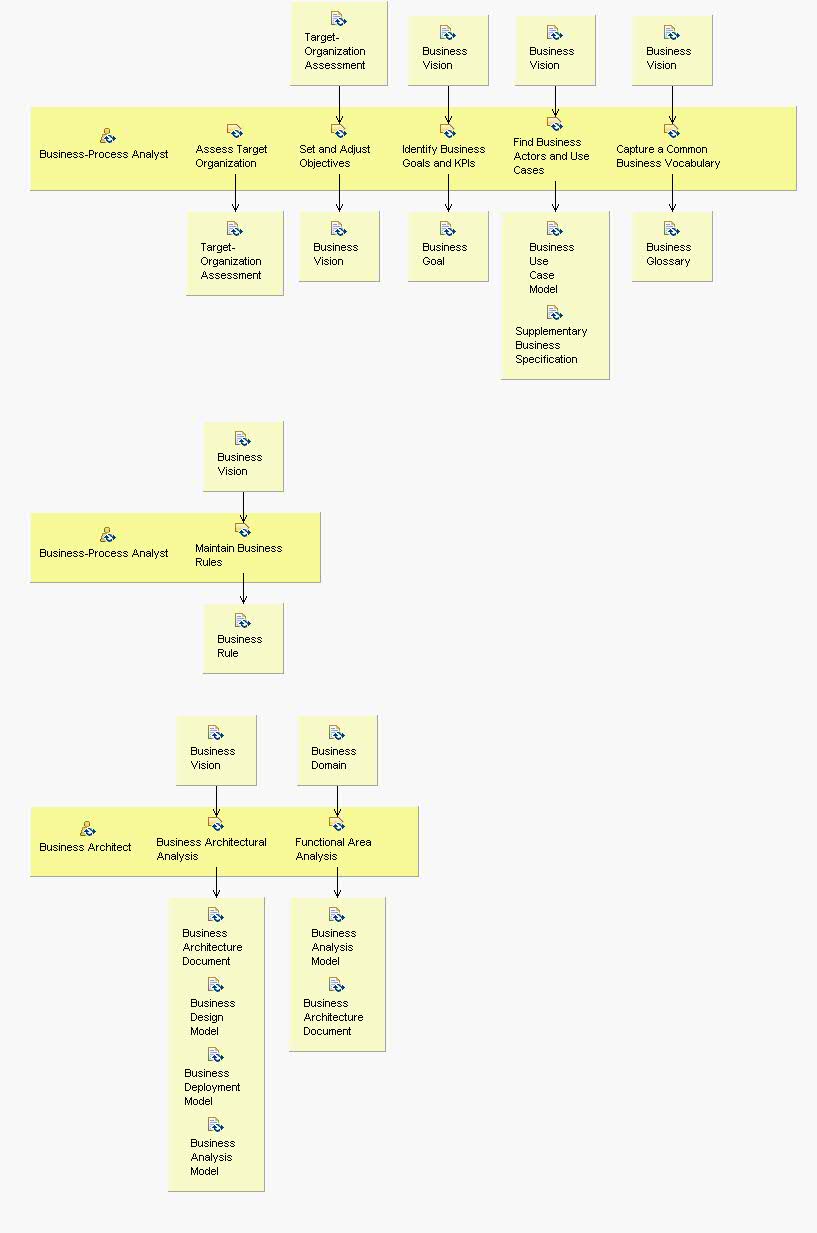 Target-
Organization
Assessment
Business
Vision
Business
Vision
Business
Vision
Business-Process Analyst
Assess Target
Organization
Set and Adjust
Objectives
Identify Business
Goals and KPIs
Find Business
Actors and Use
Cases
Capture a Common
Business Vocabulary
Target-
Organization
Assessment
Business
Vision
Business
Goal
Business
Use
Case
Model
Supplementary
Business
Specification
Business
Glossary
Business
Vision
Business-Process Analyst
Maintain Business
Rules
Business
Rule
Business
Vision
Business
Domain
Business Architect
Business Architectural
Analysis
Functional Area
Analysis
Business
Architecture
Document
Business
Design
Model
Business
Deployment
Model
Business
Analysis
Model
Business
Analysis
Model
Business
Architecture
Document